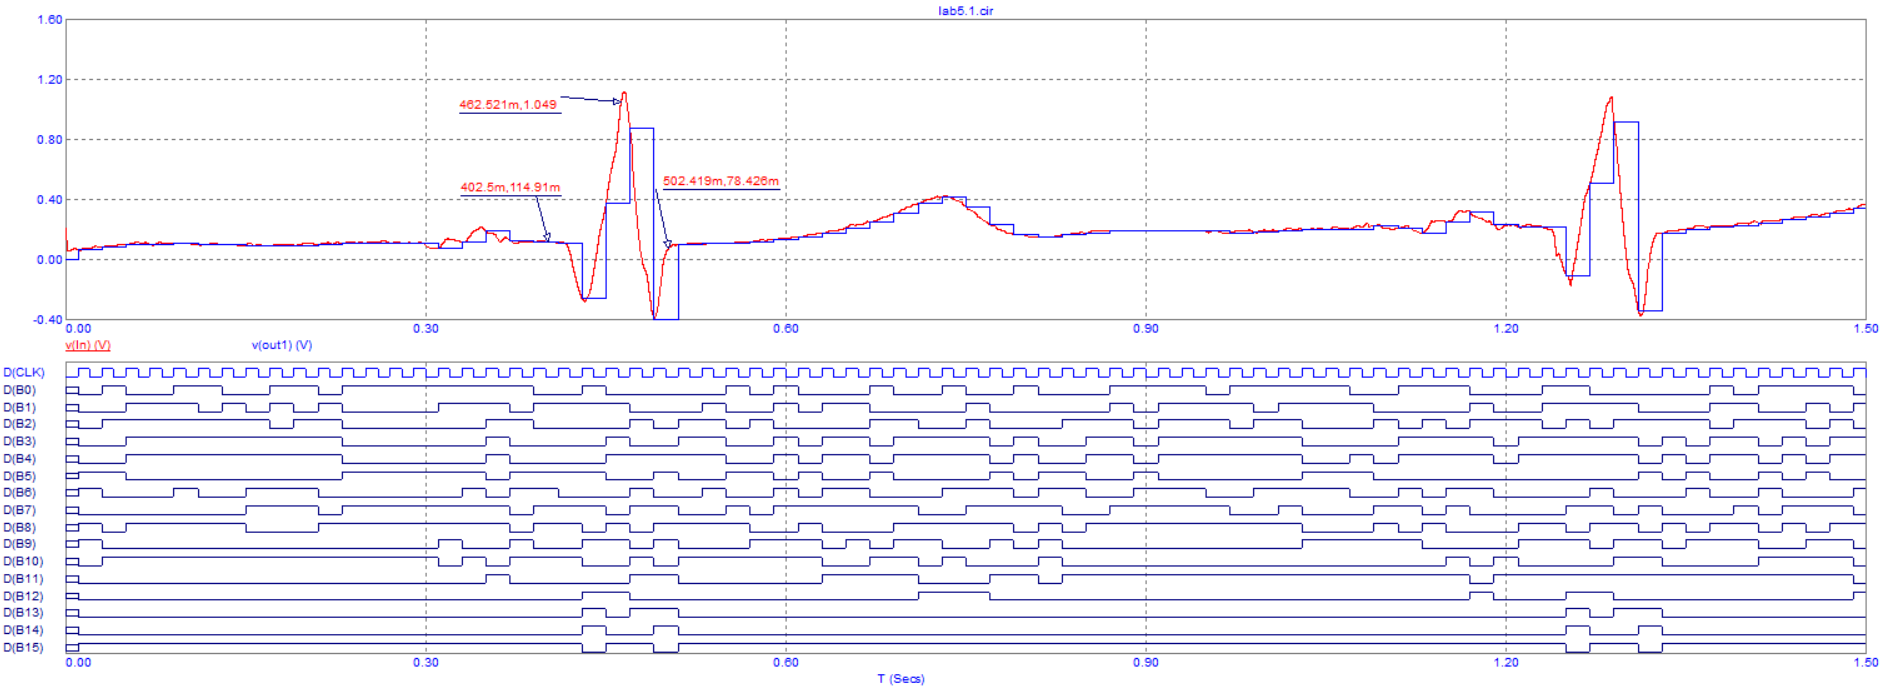 lab5.1.cir
1.60
1.20
0.80
0.40
0.00
-0.40
462.521m,1.049
402.5m,114.91m
502.419m,78.426m
0.00 0.30 0.60 0.90 1.20 1.50
v(In) (V) v(out1) (V)
D(CLK)
D(B0)
D(B1)
D(B2)
D(B3)
D(B4)
D(B5)
D(B6)
D(B7)
D(B8)
D(B9)
D(B10)
D(B11)
D(B12)
D(B13)
D(B14)
D(B15)
0.00 0.30 0.60 0.90 1.20 1.50
T (Secs)